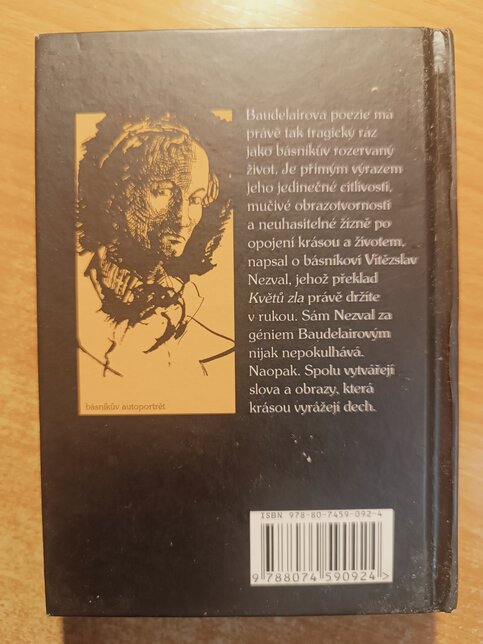 Baudelairova poezie má
právě tak tragický ráz
jako básníkův rozervaný
život. Je přímým výrazem
jeho jedinečné citlivosti,
mučivé obrazotvornosti
a neuhasitelné žízně po
opojení krásou a životem,
napsal o básníkovi Vítězslav
Nezval, jehož překlad
Květů zla právě držíte
v rukou. Sám Nezval za
géniem Baudelairovým
nijak nepokulhává.
Naopak. Spolu vytvářejí
slova a obrazy, která
krásou vyrážejí dech.
básníkův autoportrét
ISBN 978-80-7459-092-4
9 788074 590924 >